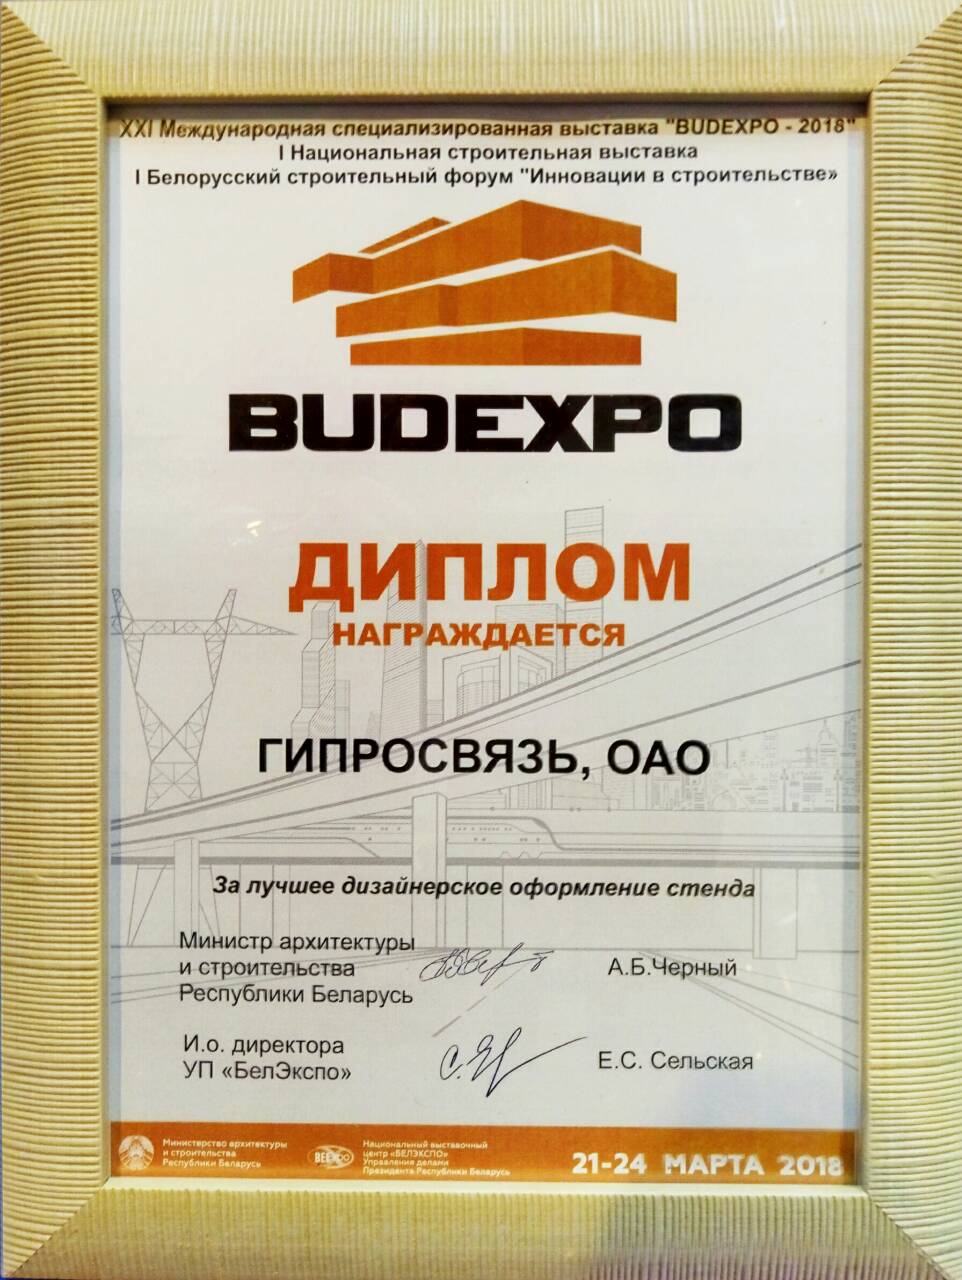 XXI Международная специализированная выставка "BUDEXPO - 2018"
I Национальная строительная выставка
I Белорусский строительный форум "Инновации в строительстве»
BUDEXPO
ДИПЛОМ
НАГРАЖДАЕТСЯ
ГИПРОСВЯЗЬ, ОАО
За лучшее дизайнерское оформление стенда
Министр архитектуры
и строительства
Республики Беларусь
А.Б.Черный
И.о. директора
УП «БелЭкспо»
Е.С. Сельская
Министерство архитектуры
и строительства
Республики Беларусь
Национальный выставочный
центр «БЕЛЭКСПО»
Управления делами
Президента Республики Беларусь
21-24 МАРТА 2018